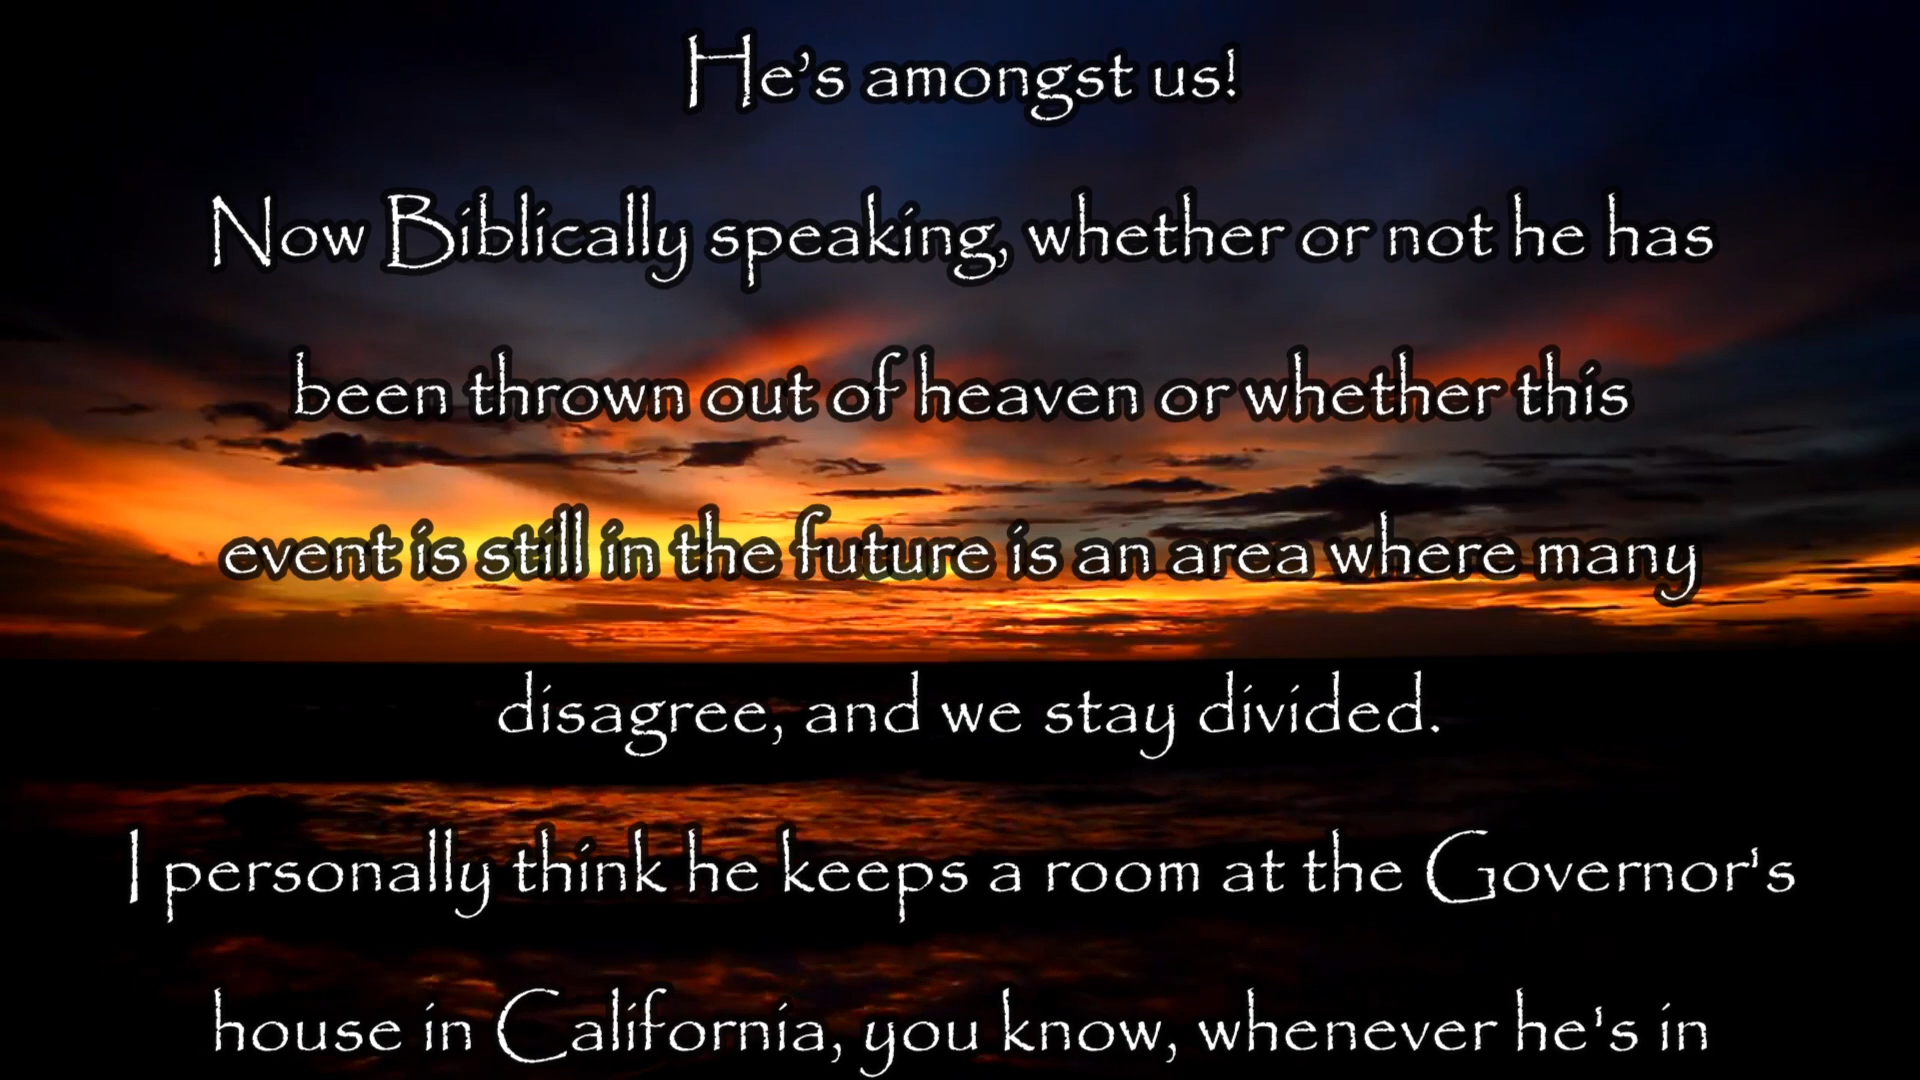 He’s amongst us!
Now Biblically speaking, whether or not he has
been thrown out of heaven or whether this
event is still in the future is an area where many
disagree, and we stay divided.
I personally think he keeps a room at the Governor's
house in California, you know, whenever he's in